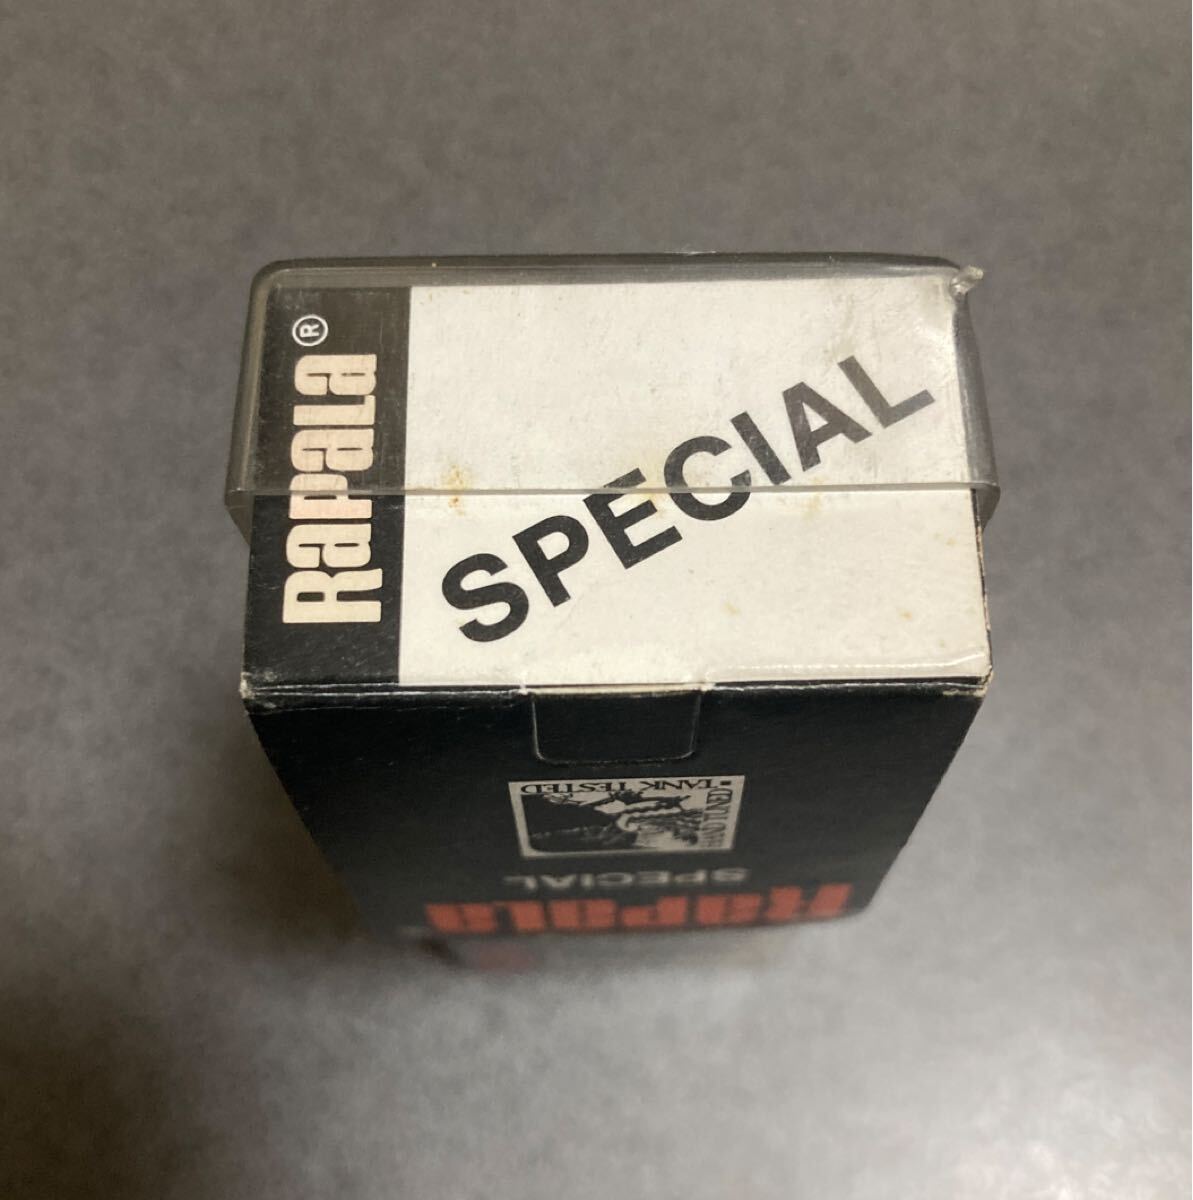 Rapala®
SPECIAL
HAND TUNED
• TANK TESTED
SPECIAL
Rapala